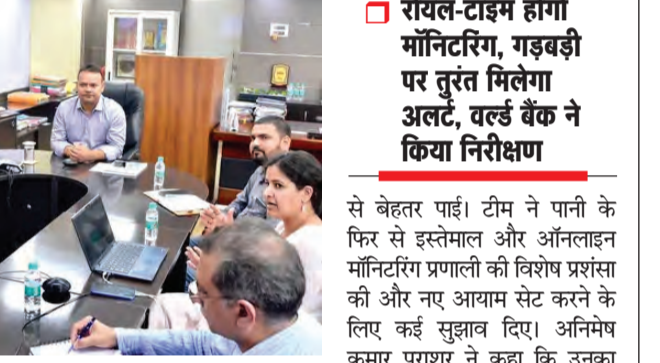 रीयल-टाइम होगी
मॉनिटरिंग, गड़बड़ी
पर तुरंत मिलेगा
अलर्ट, वर्ल्ड बैंक ने
किया निरीक्षण
से बेहतर पाई। टीम ने पानी के
फिर से इस्तेमाल और ऑनलाइन
मॉनिटरिंग प्रणाली की विशेष प्रशंसा
की और नए आयाम सेट करने के
लिए कई सुझाव दिए। अनिमेष
कुमार पराशर ने कहा कि उनका